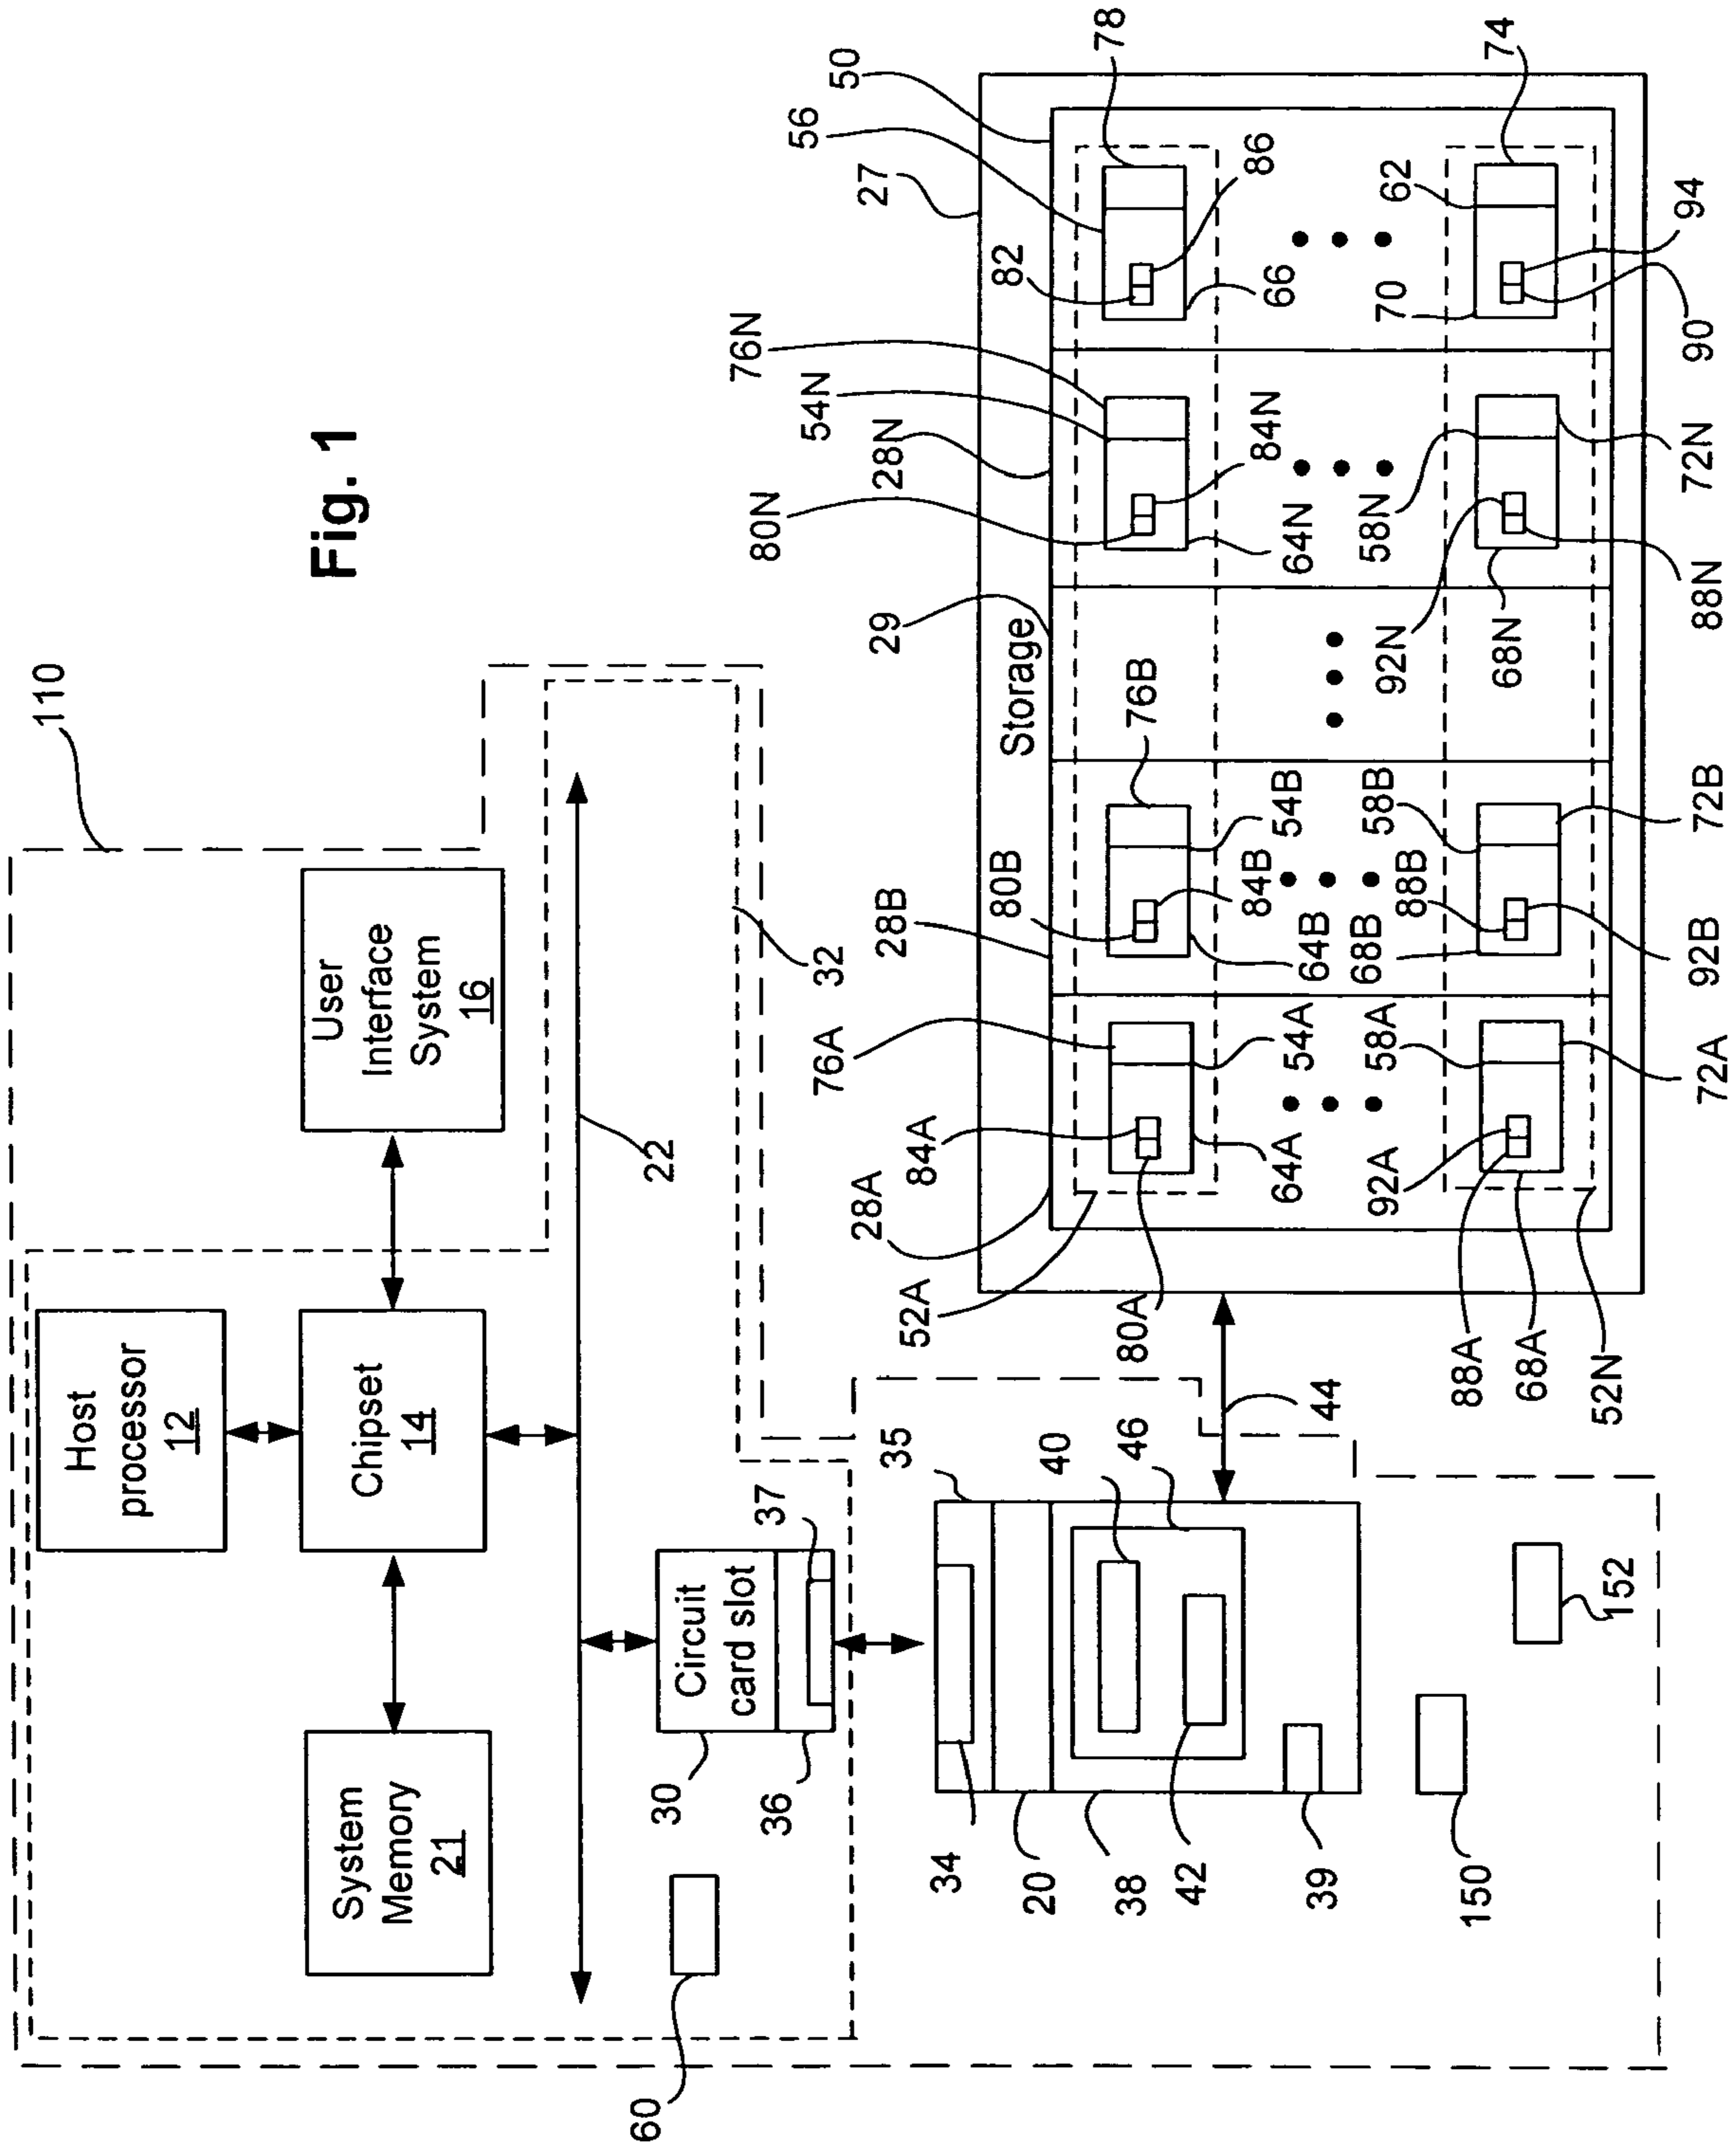 Fig. 1
110
Host
processor
12
System
Memory
21
Chipset
14
User
Interface
System
16
22
32
60
30
36
Circuit
card slot
37
34
35
20
38
40
46
42
39
44
150
152
Storage
27
50
29
28A
28B
28N
56
78
52A
76A
84A
80A
64A
54A
80B
76B
84B
64B
54B
80N
54N
76N
84N
64N
82
86
66
58A
92A
88A
68A
72A
52N
68B
88B
58B
92B
72B
58N
92N
68N
88N
72N
70
62
74
90
94